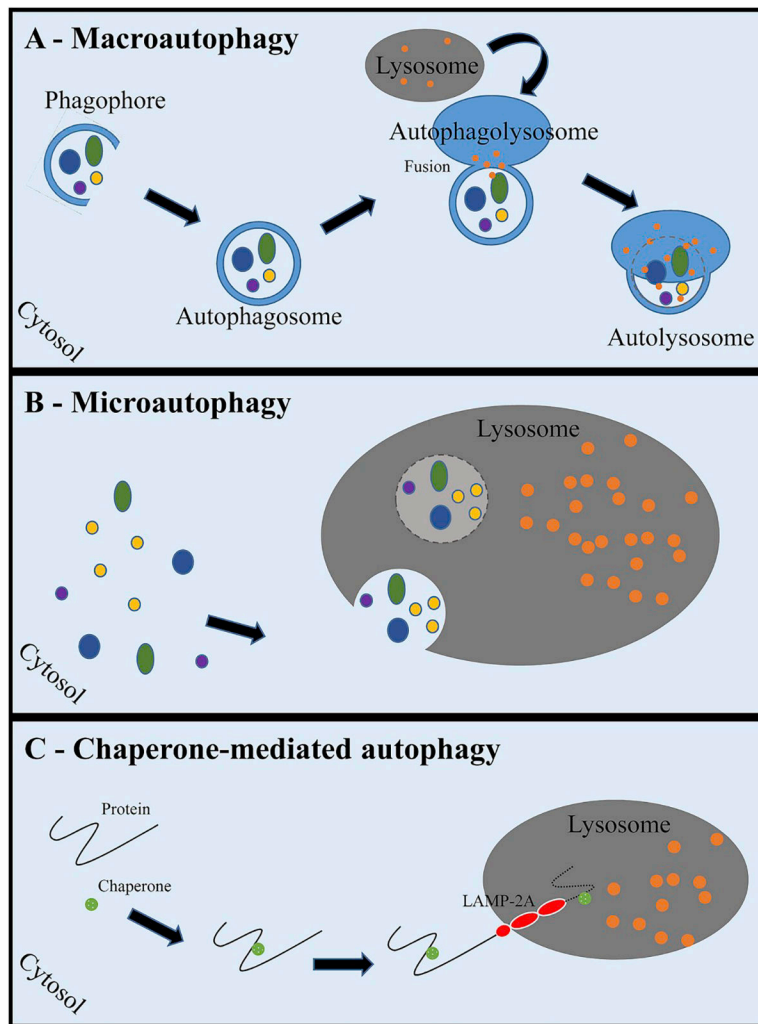 A - Macroautophagy
Lysosome
Phagophore
Autophagolysosome
Fusion
Autophagosome
Autolysosome
Cytosol
B - Microautophagy
Lysosome
Cytosol
C - Chaperone-mediated autophagy
Protein
Lysosome
Chaperone
LAMP-2A
Cytosol